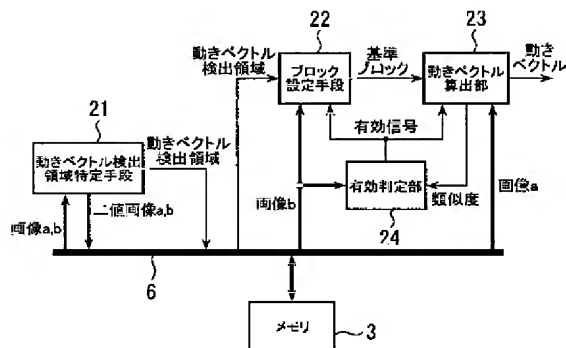 22
23
動きベクトル
検出領域
ブロック
設定手段
基準
ブロック
動きベクトル
算出部
動き
ベクトル
21
動きベクトル検出
領域特定手段
動きベクトル
検出領域
有効信号
有効判定部
24
類似度
画像a
画像b
画像a,b
二値画像a,b
6
メモリ
3